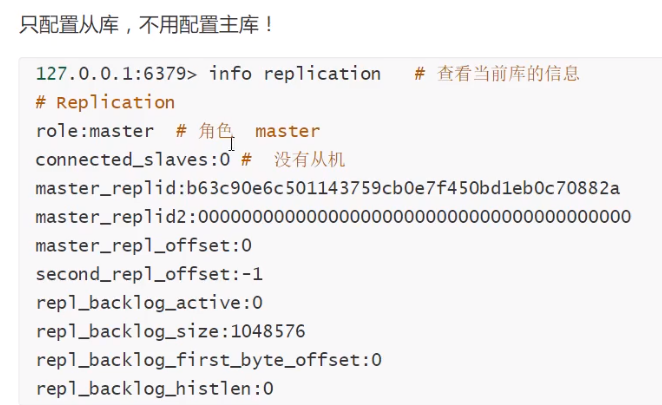 只配置从库，不用配置主库！
127.0.0.1:6379> info replication # 查看当前库的信息
# Replication
role:master # 角色 master
connected_slaves:0 # 没有从机
master_replid:b63c90e6c501143759cb0e7f450bd1eb0c70882a
master_replid2:0000000000000000000000000000000000000000
master_repl_offset:0
second_repl_offset:-1
repl_backlog_active:0
repl_backlog_size:1048576
repl_backlog_first_byte_offset:0
repl_backlog_histlen:0